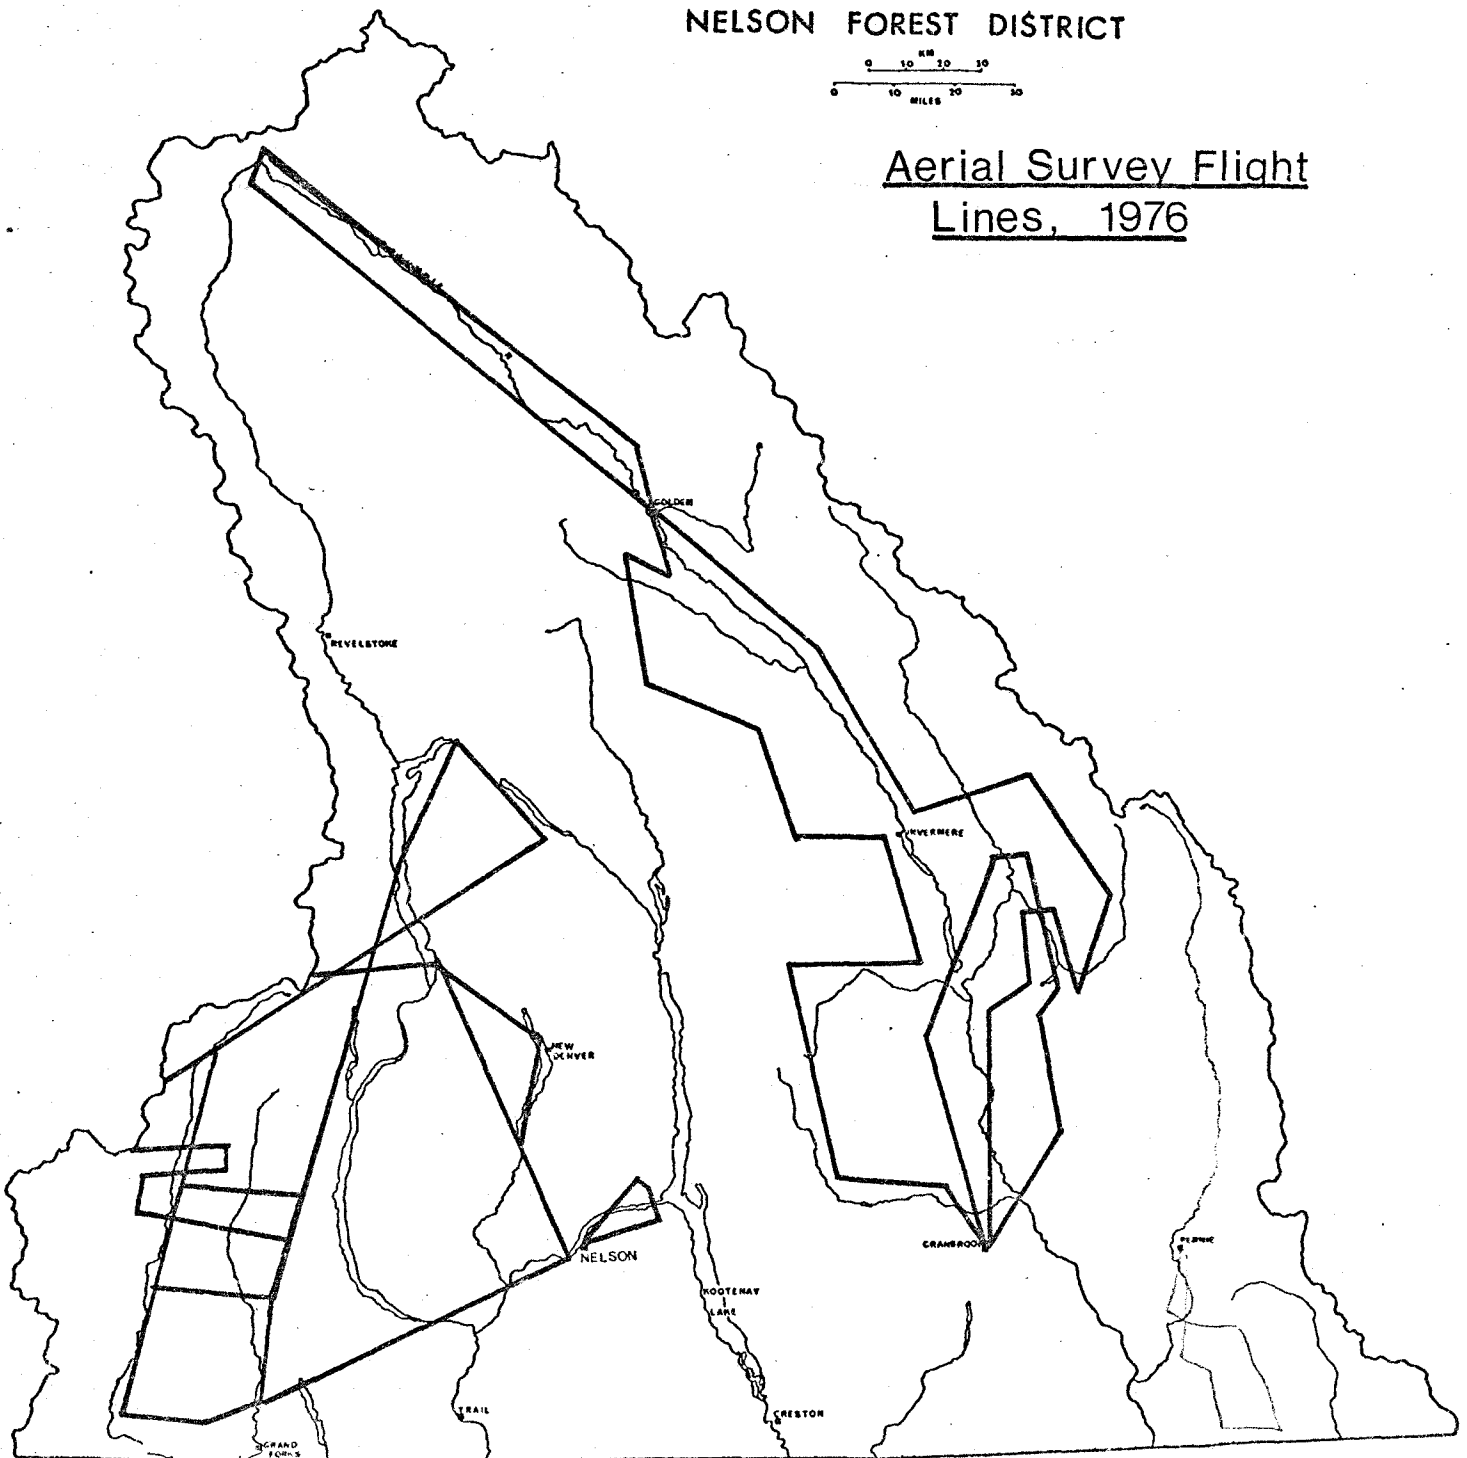 NELSON FOREST DISTRICT
KM
0 10 20 30
0 10 20 30
MILES
Aerial Survey Flight
Lines, 1976
GOLDEN
REVELSTOKE
INVERMERE
NEW
DENVER
CRANBROOK
FERNIE
NELSON
KOOTENAY
LAKE
TRAIL
CRESTON
GRAND
FORKS